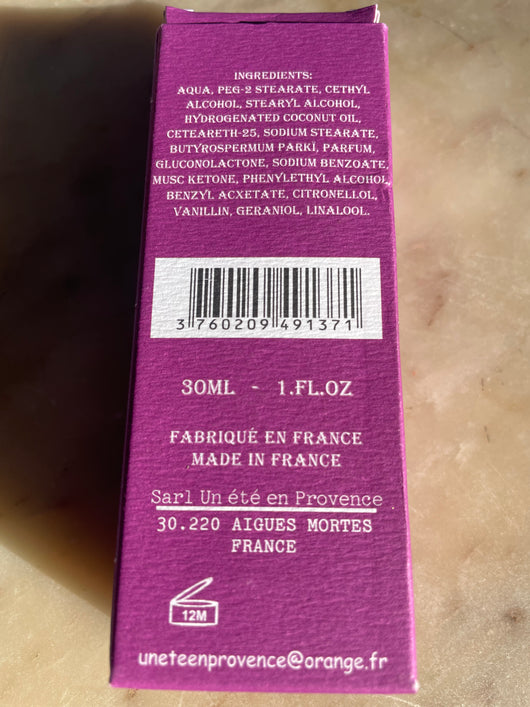 INGREDIENTS:
AQUA, PEG-2 STEARATE, CETHYL
ALCOHOL, STEARYL ALCOHOL,
HYDROGENATED COCONUT OIL,
CETEARETH-25, SODIUM STEARATE,
BUTYROSPERMUM PARKI, PARFUM,
GLUCONOLACTONE, SODIUM BENZOATE,
MUSC KETONE, PHENYLETHYL ALCOHOL,
BENZYL ACXETATE, CITRONELLOL,
VANILLIN, GERANIOL, LINALOOL.
3 760209 491371
30ML - 1.FL.OZ
FABRIQUÉ EN FRANCE
MADE IN FRANCE
Sarl Un été en Provence
30.220 AIGUES MORTES
FRANCE
12M
uneteenprovence@orange.fr